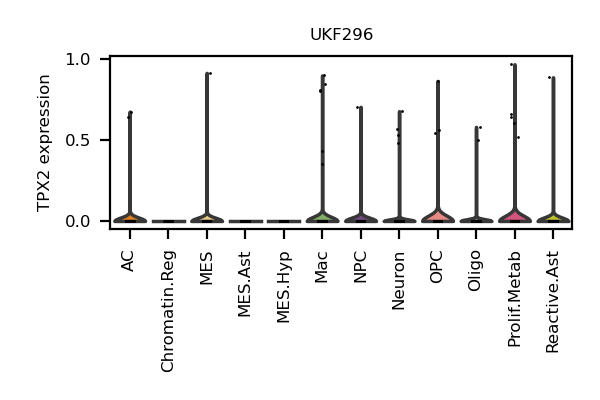 UKF296
TPX2 expression
1.0
0.5
0.0
AC
Chromatin.Reg
MES
MES.Ast
MES.Hyp
Mac
NPC
Neuron
OPC
Oligo
Prolif.Metab
Reactive.Ast